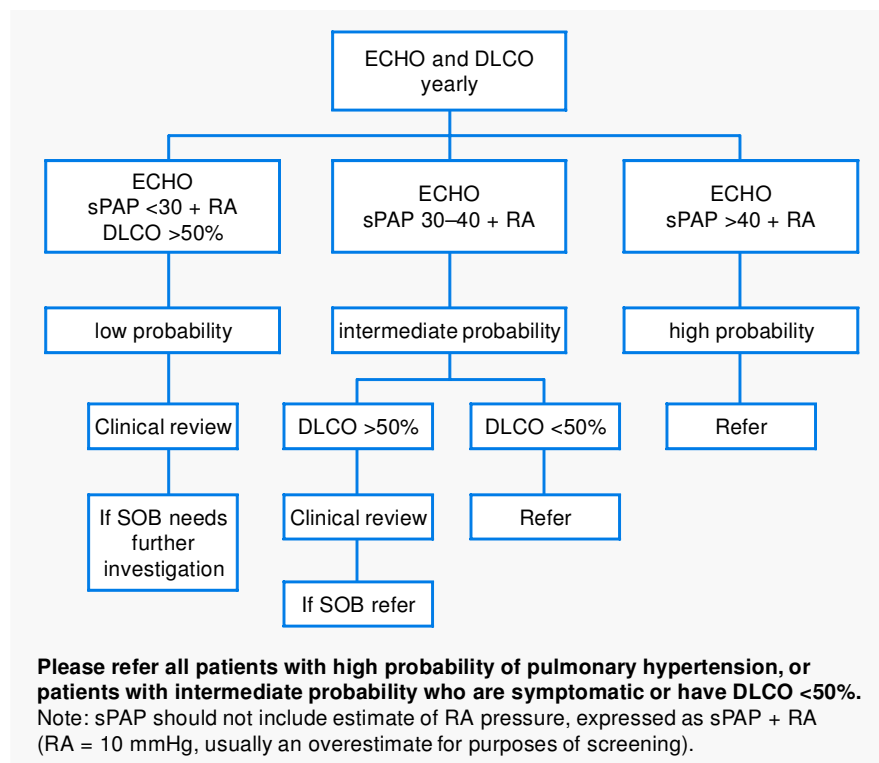 ECHO and DLCO
yearly
ECHO
sPAP <30 + RA
DLCO >50%
ECHO
sPAP 30–40 + RA
ECHO
sPAP >40 + RA
low probability
intermediate probability
high probability
Clinical review
DLCO >50%
DLCO <50%
Refer
If SOB needs
further
investigation
Clinical review
Refer
If SOB refer
Please refer all patients with high probability of pulmonary hypertension, or
patients with intermediate probability who are symptomatic or have DLCO <50%.
Note: sPAP should not include estimate of RA pressure, expressed as sPAP + RA
(RA = 10 mmHg, usually an overestimate for purposes of screening).